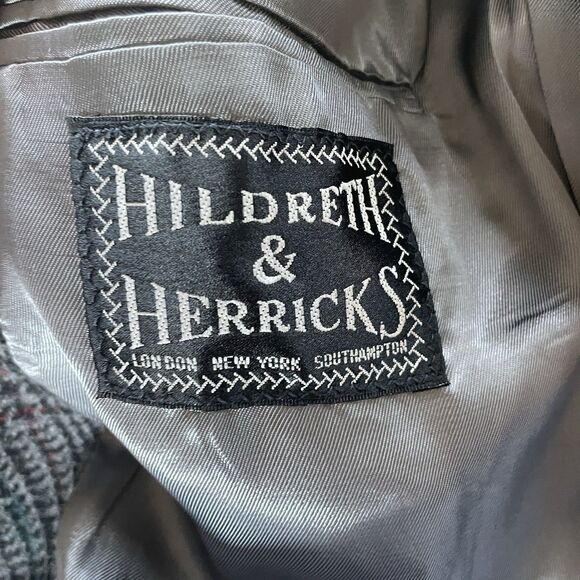 HILDRETH
&
HERRICKS
LONDON NEW YORK SOUTHAMPTON